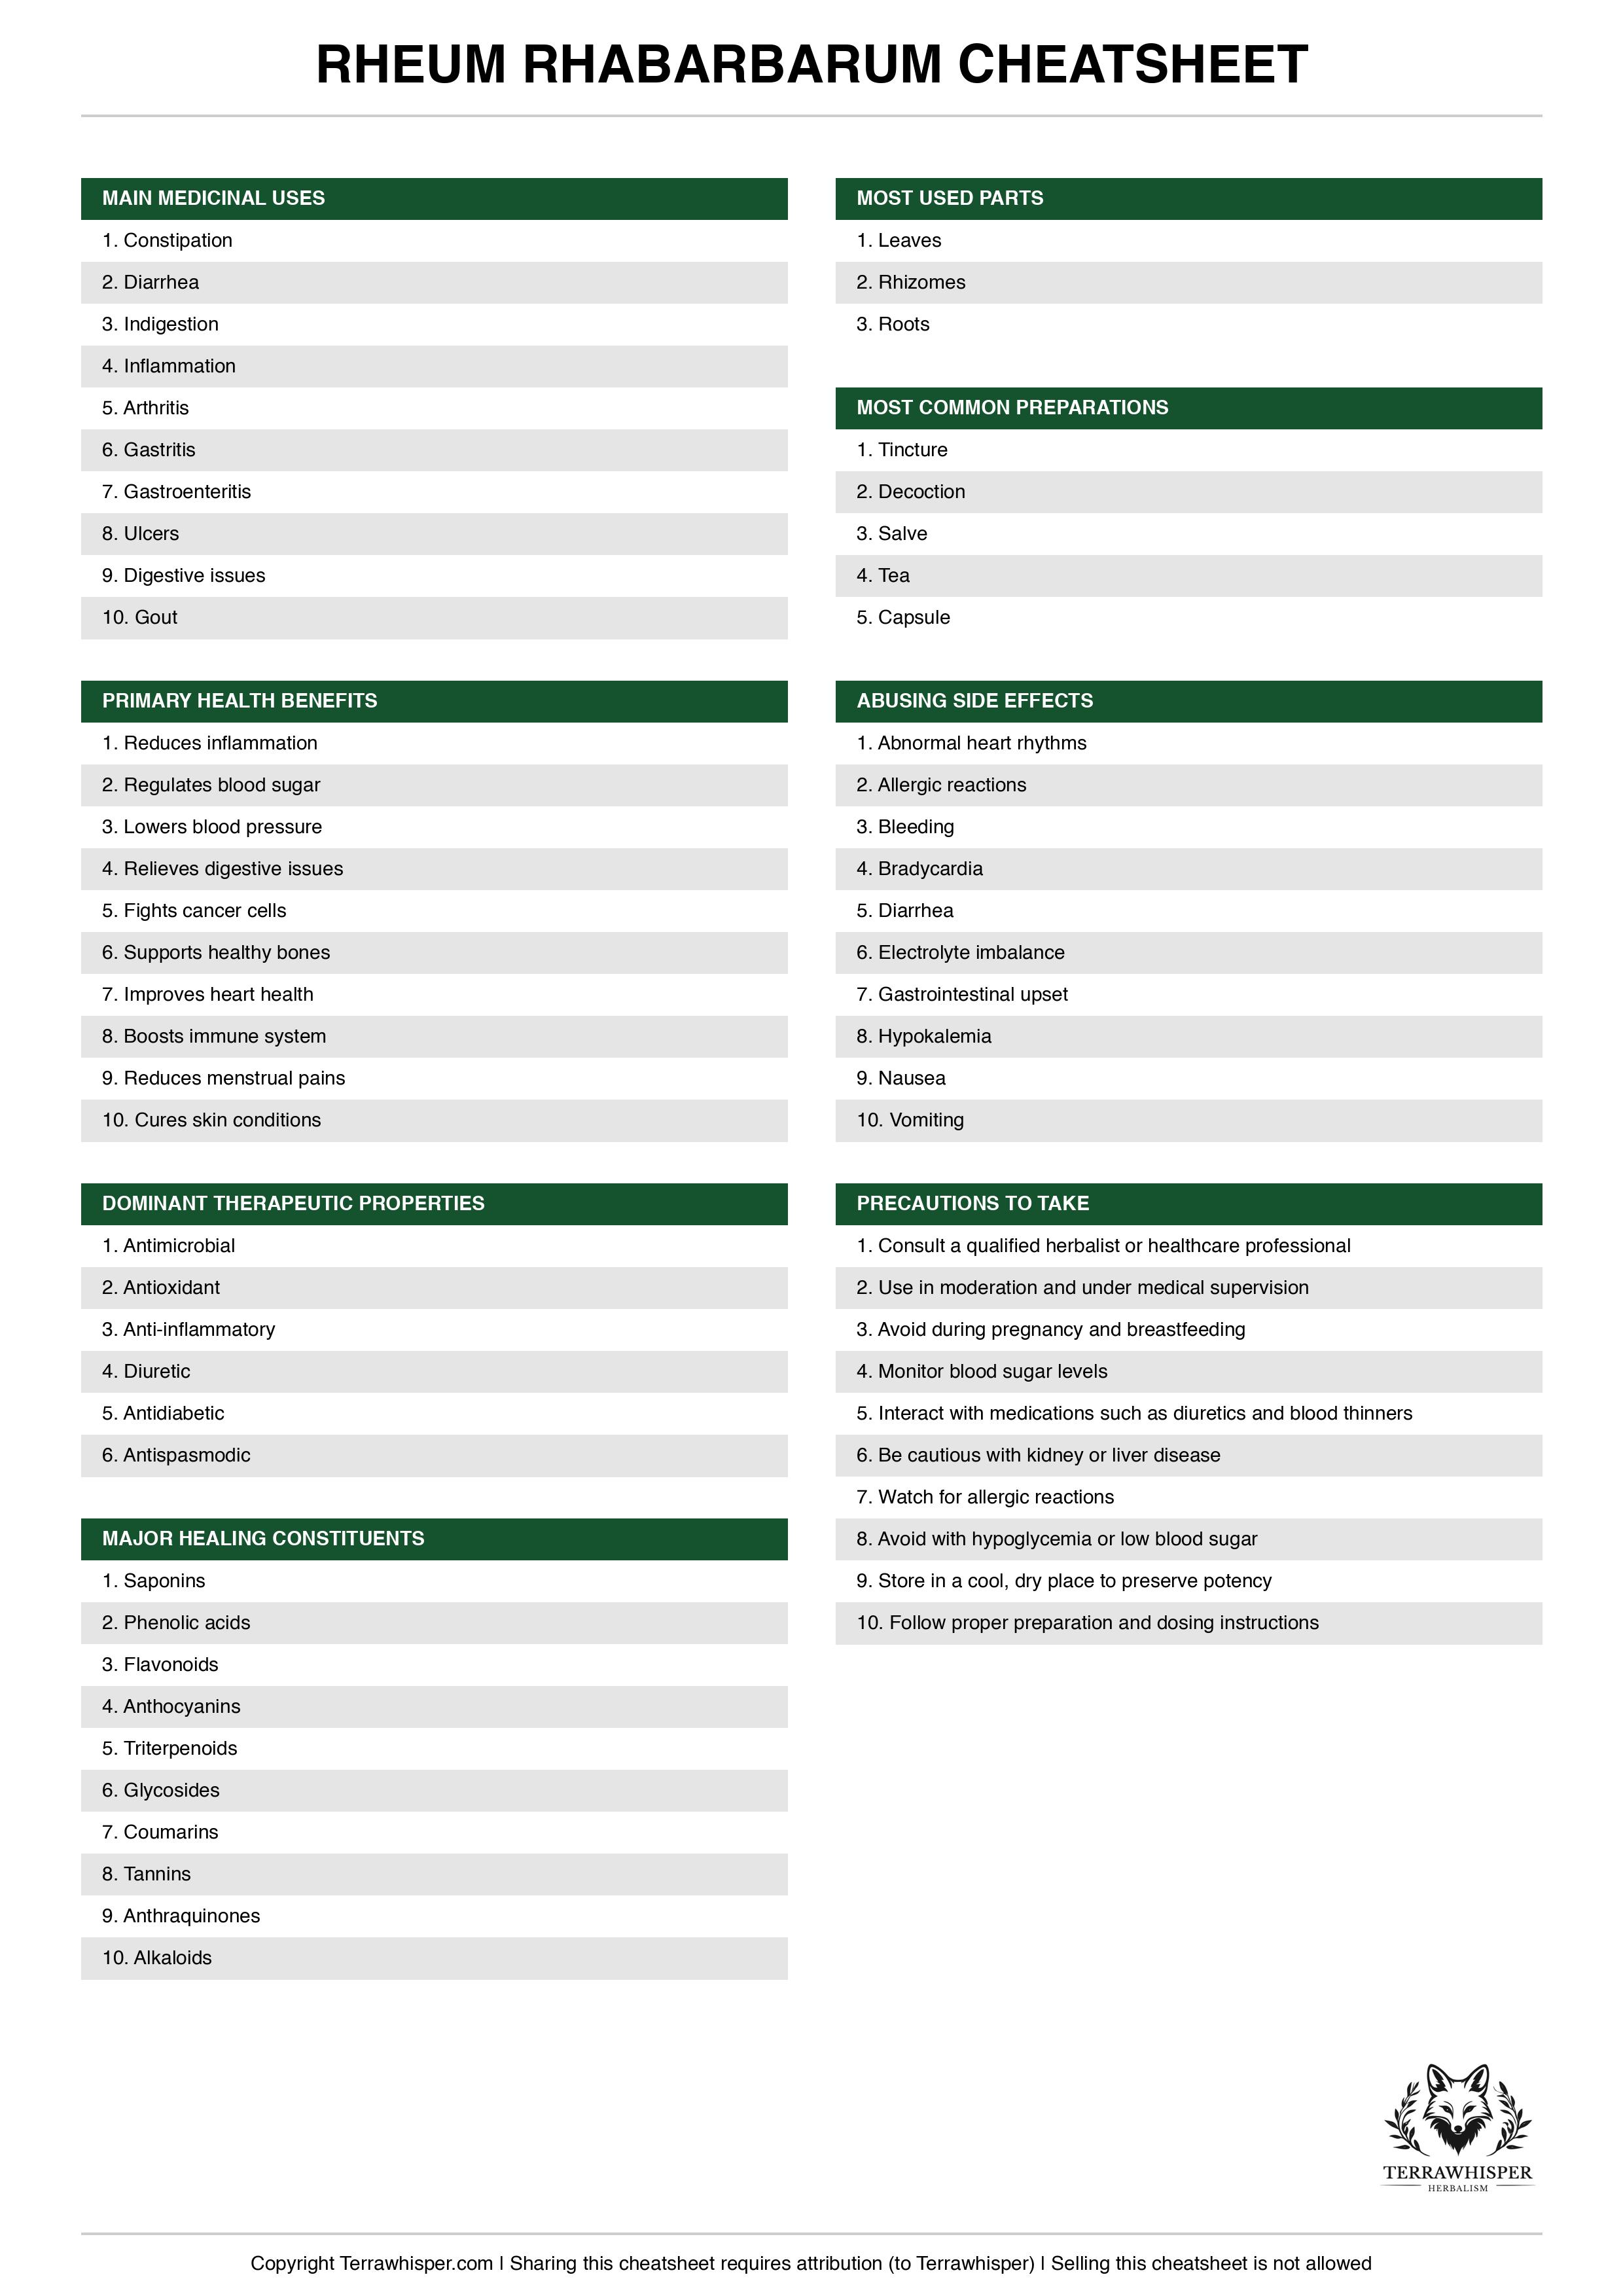 RHEUM RHABARBARUM CHEATSHEET
MAIN MEDICINAL USES
1. Constipation
2. Diarrhea
3. Indigestion
4. Inflammation
5. Arthritis
6. Gastritis
7. Gastroenteritis
8. Ulcers
9. Digestive issues
10. Gout
PRIMARY HEALTH BENEFITS
1. Reduces inflammation
2. Regulates blood sugar
3. Lowers blood pressure
4. Relieves digestive issues
5. Fights cancer cells
6. Supports healthy bones
7. Improves heart health
8. Boosts immune system
9. Reduces menstrual pains
10. Cures skin conditions
DOMINANT THERAPEUTIC PROPERTIES
1. Antimicrobial
2. Antioxidant
3. Anti-inflammatory
4. Diuretic
5. Antidiabetic
6. Antispasmodic
MAJOR HEALING CONSTITUENTS
1. Saponins
2. Phenolic acids
3. Flavonoids
4. Anthocyanins
5. Triterpenoids
6. Glycosides
7. Coumarins
8. Tannins
9. Anthraquinones
10. Alkaloids
MOST USED PARTS
1. Leaves
2. Rhizomes
3. Roots
MOST COMMON PREPARATIONS
1. Tincture
2. Decoction
3. Salve
4. Tea
5. Capsule
ABUSING SIDE EFFECTS
1. Abnormal heart rhythms
2. Allergic reactions
3. Bleeding
4. Bradycardia
5. Diarrhea
6. Electrolyte imbalance
7. Gastrointestinal upset
8. Hypokalemia
9. Nausea
10. Vomiting
PRECAUTIONS TO TAKE
1. Consult a qualified herbalist or healthcare professional
2. Use in moderation and under medical supervision
3. Avoid during pregnancy and breastfeeding
4. Monitor blood sugar levels
5. Interact with medications such as diuretics and blood thinners
6. Be cautious with kidney or liver disease
7. Watch for allergic reactions
8. Avoid with hypoglycemia or low blood sugar
9. Store in a cool, dry place to preserve potency
10. Follow proper preparation and dosing instructions
TERRAWHISPER
HERBALISM
Copyright Terrawhisper.com | Sharing this cheatsheet requires attribution (to Terrawhisper) | Selling this cheatsheet is not allowed